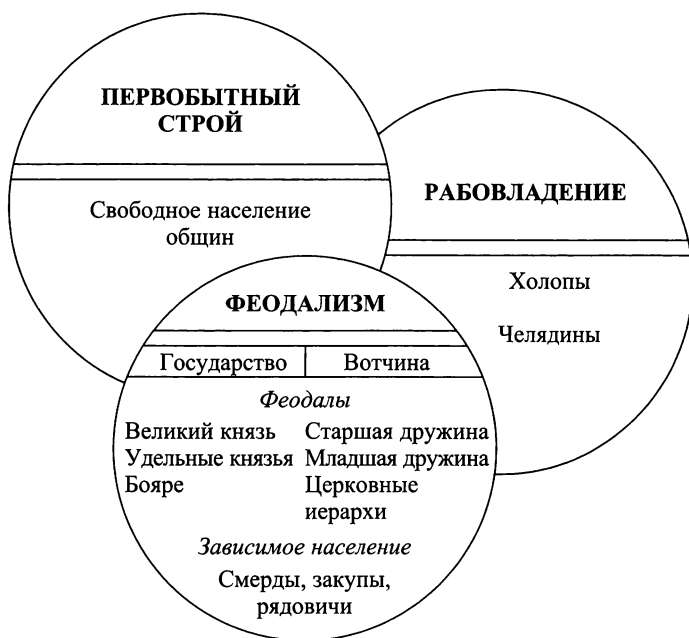 ПЕРВОБЫТНЫЙ
СТРОЙ
Свободное население
общин
РАБОВЛАДЕНИЕ
Холопы
Челядины
ФЕОДАЛИЗМ
Государство Вотчина
Феодалы
Великий князь Старшая дружина
Удельные князья Младшая дружина
Бояре Церковные
иерархи
Зависимое население
Смерды, закупы,
рядовичи